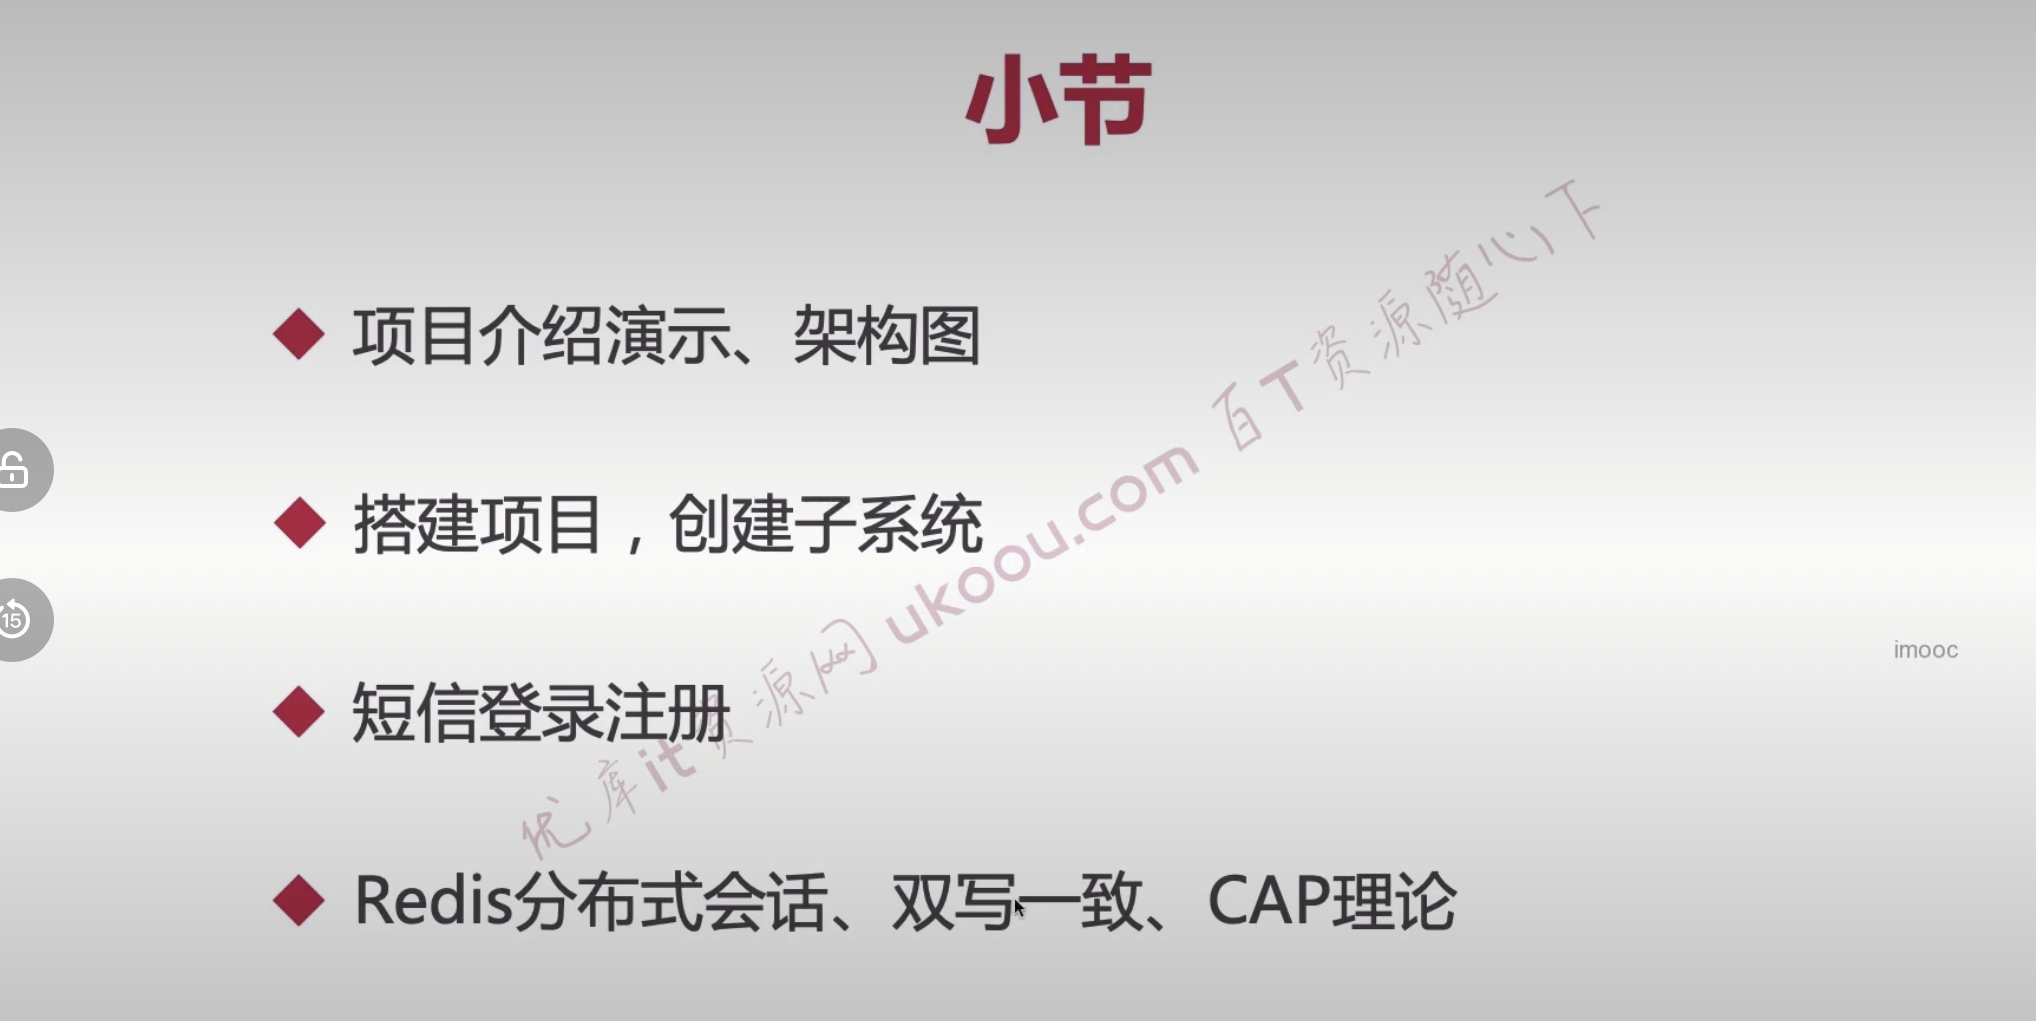 小节
项目介绍演示、架构图
搭建项目，创建子系统
短信登录注册
Redis分布式会话、双写一致、CAP理论
优库it资源网 ukoou.com 百T资源随心下
imooc
15